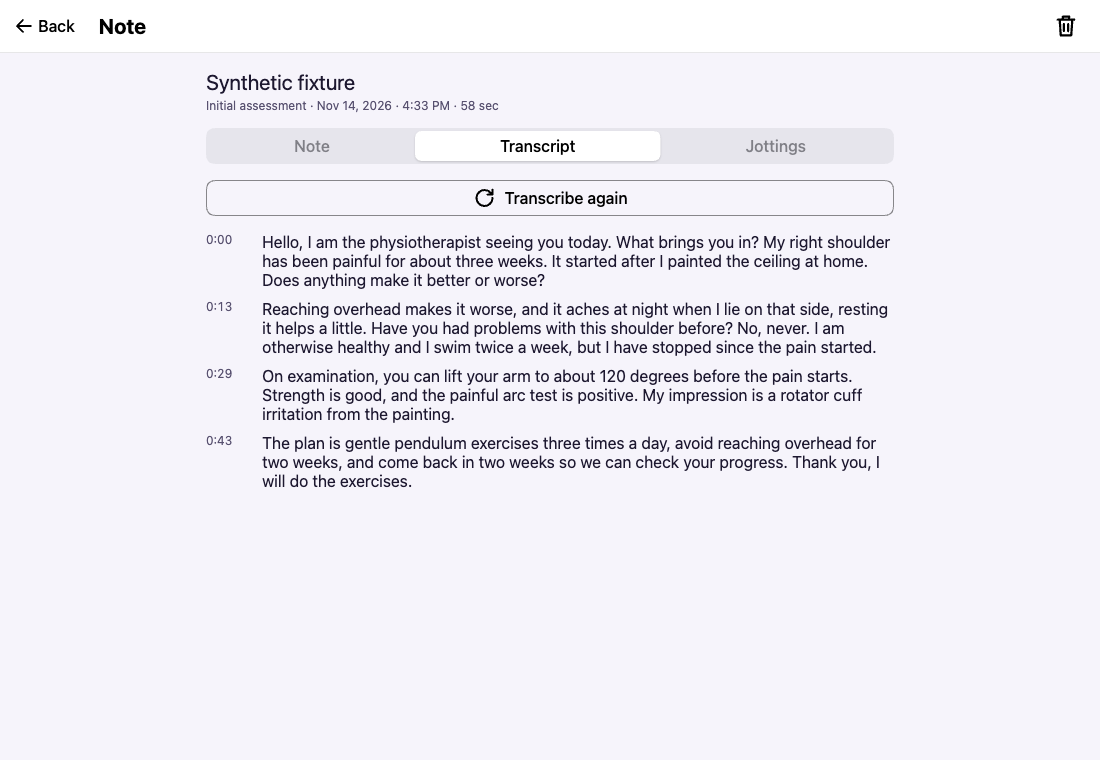 Back Note
Synthetic fixture
Initial assessment · Nov 14, 2026 · 4:33 PM · 58 sec
Note Transcript Jottings
Transcribe again
0:00 Hello, I am the physiotherapist seeing you today. What brings you in? My right shoulder
has been painful for about three weeks. It started after I painted the ceiling at home.
Does anything make it better or worse?
0:13 Reaching overhead makes it worse, and it aches at night when I lie on that side, resting
it helps a little. Have you had problems with this shoulder before? No, never. I am
otherwise healthy and I swim twice a week, but I have stopped since the pain started.
0:29 On examination, you can lift your arm to about 120 degrees before the pain starts.
Strength is good, and the painful arc test is positive. My impression is a rotator cuff
irritation from the painting.
0:43 The plan is gentle pendulum exercises three times a day, avoid reaching overhead for
two weeks, and come back in two weeks so we can check your progress. Thank you, I
will do the exercises.